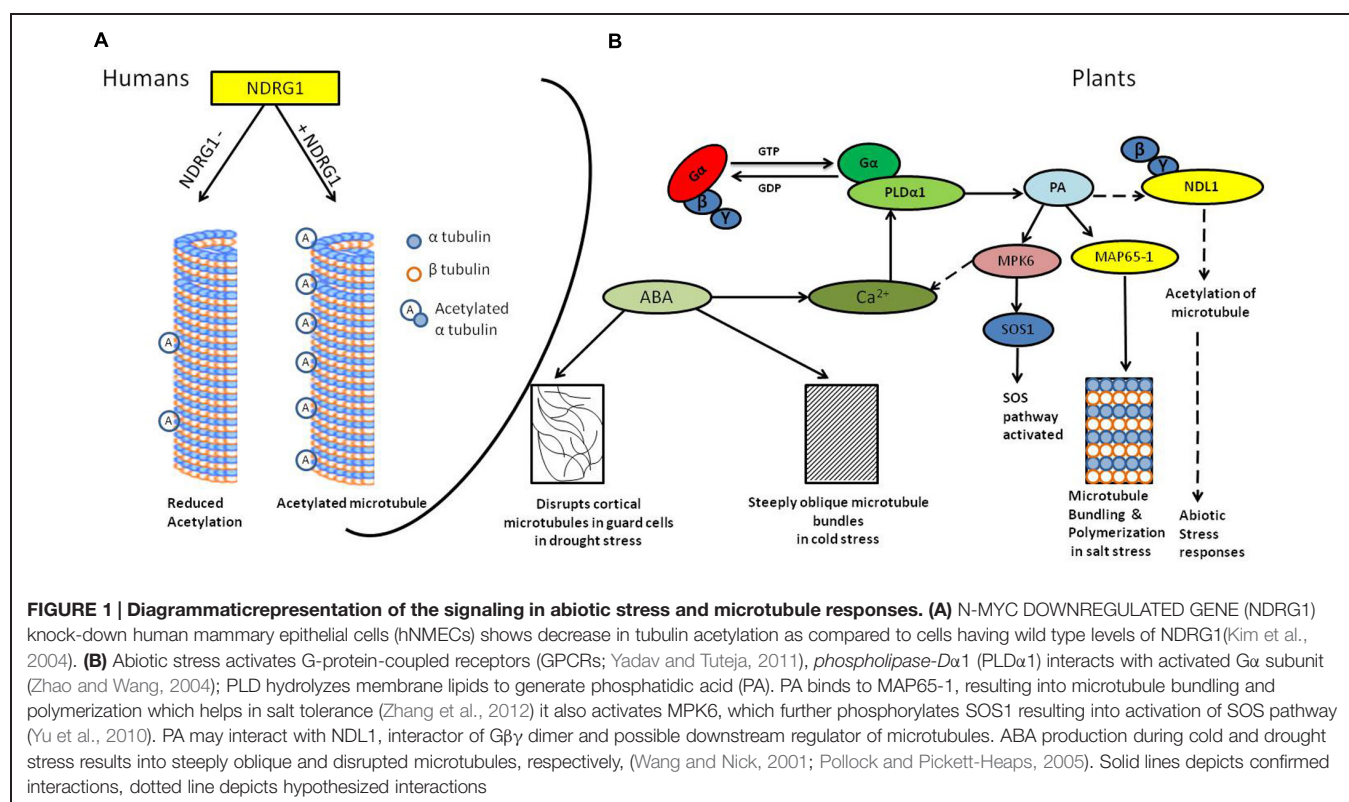 A
B
Humans
Plants
NDRG1
NDRG1 -
+ NDRG1
α tubulin
β tubulin
A
Acetylated
α tubulin
A
A
A
A
A
A
A
A
Reduced
Acetylation
Acetylated microtubule
Gα
β
γ
GTP
GDP
Gα
PLDα1
PA
β
γ
NDL1
MPK6
MAP65-1
ABA
Ca2+
SOS1
Acetylation of
microtubule
SOS
pathway
activated
Disrupts cortical
microtubules in guard cells
in drought stress
Steeply oblique microtubule
bundles
in cold stress
Microtubule
Bundling &
Polymerization
in salt stress
Abiotic
Stress
responses
FIGURE 1 | Diagrammaticrepresentation of the signaling in abiotic stress and microtubule responses. (A) N-MYC DOWNREGULATED GENE (NDRG1)
knock-down human mammary epithelial cells (hNMECs) shows decrease in tubulin acetylation as compared to cells having wild type levels of NDRG1(Kim et al.,
2004). (B) Abiotic stress activates G-protein-coupled receptors (GPCRs; Yadav and Tuteja, 2011), phospholipase-Dα1 (PLDα1) interacts with activated Gα subunit
(Zhao and Wang, 2004); PLD hydrolyzes membrane lipids to generate phosphatidic acid (PA). PA binds to MAP65-1, resulting into microtubule bundling and
polymerization which helps in salt tolerance (Zhang et al., 2012) it also activates MPK6, which further phosphorylates SOS1 resulting into activation of SOS pathway
(Yu et al., 2010). PA may interact with NDL1, interactor of Gβγ dimer and possible downstream regulator of microtubules. ABA production during cold and drought
stress results into steeply oblique and disrupted microtubules, respectively, (Wang and Nick, 2001; Pollock and Pickett-Heaps, 2005). Solid lines depicts confirmed
interactions, dotted line depicts hypothesized interactions